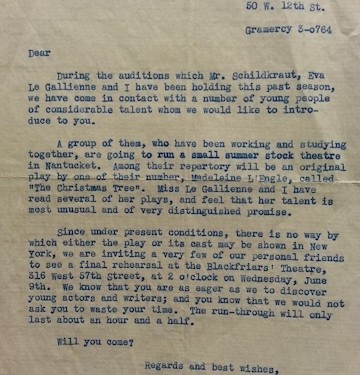 50 W. 12th St.
Gramercy 3-0764
Dear
During the auditions which Mr. Schildkraut, Eva
Le Gallienne and I have been holding this past season,
we have come in contact with a number of young people
of considerable talent whom we would like to intro-
duce to you.
A group of them, who have been working and studying
together, are going to run a small summer stock theatre
in Nantucket. Among their repertory will be an original
play by one of their number, Madeleine L'Engle, called
"The Christmas Tree". Miss Le Gallienne and I have
read several of her plays, and feel that her talent is
most unusual and of very distinguished promise.
Since under present conditions, there is no way by
which either the play or its cast may be shown in New
York, we are inviting a very few of our personal friends
to see a final rehearsal at the Blackfriars' Theatre,
316 West 57th Street, at 2 o'clock on Wednesday, June
9th. We know that you are as eager as we to discover
young actors and writers; and you know that we would not
ask you to waste your time. The run-through will only
last about an hour and a half.
Will you come?
Regards and best wishes,